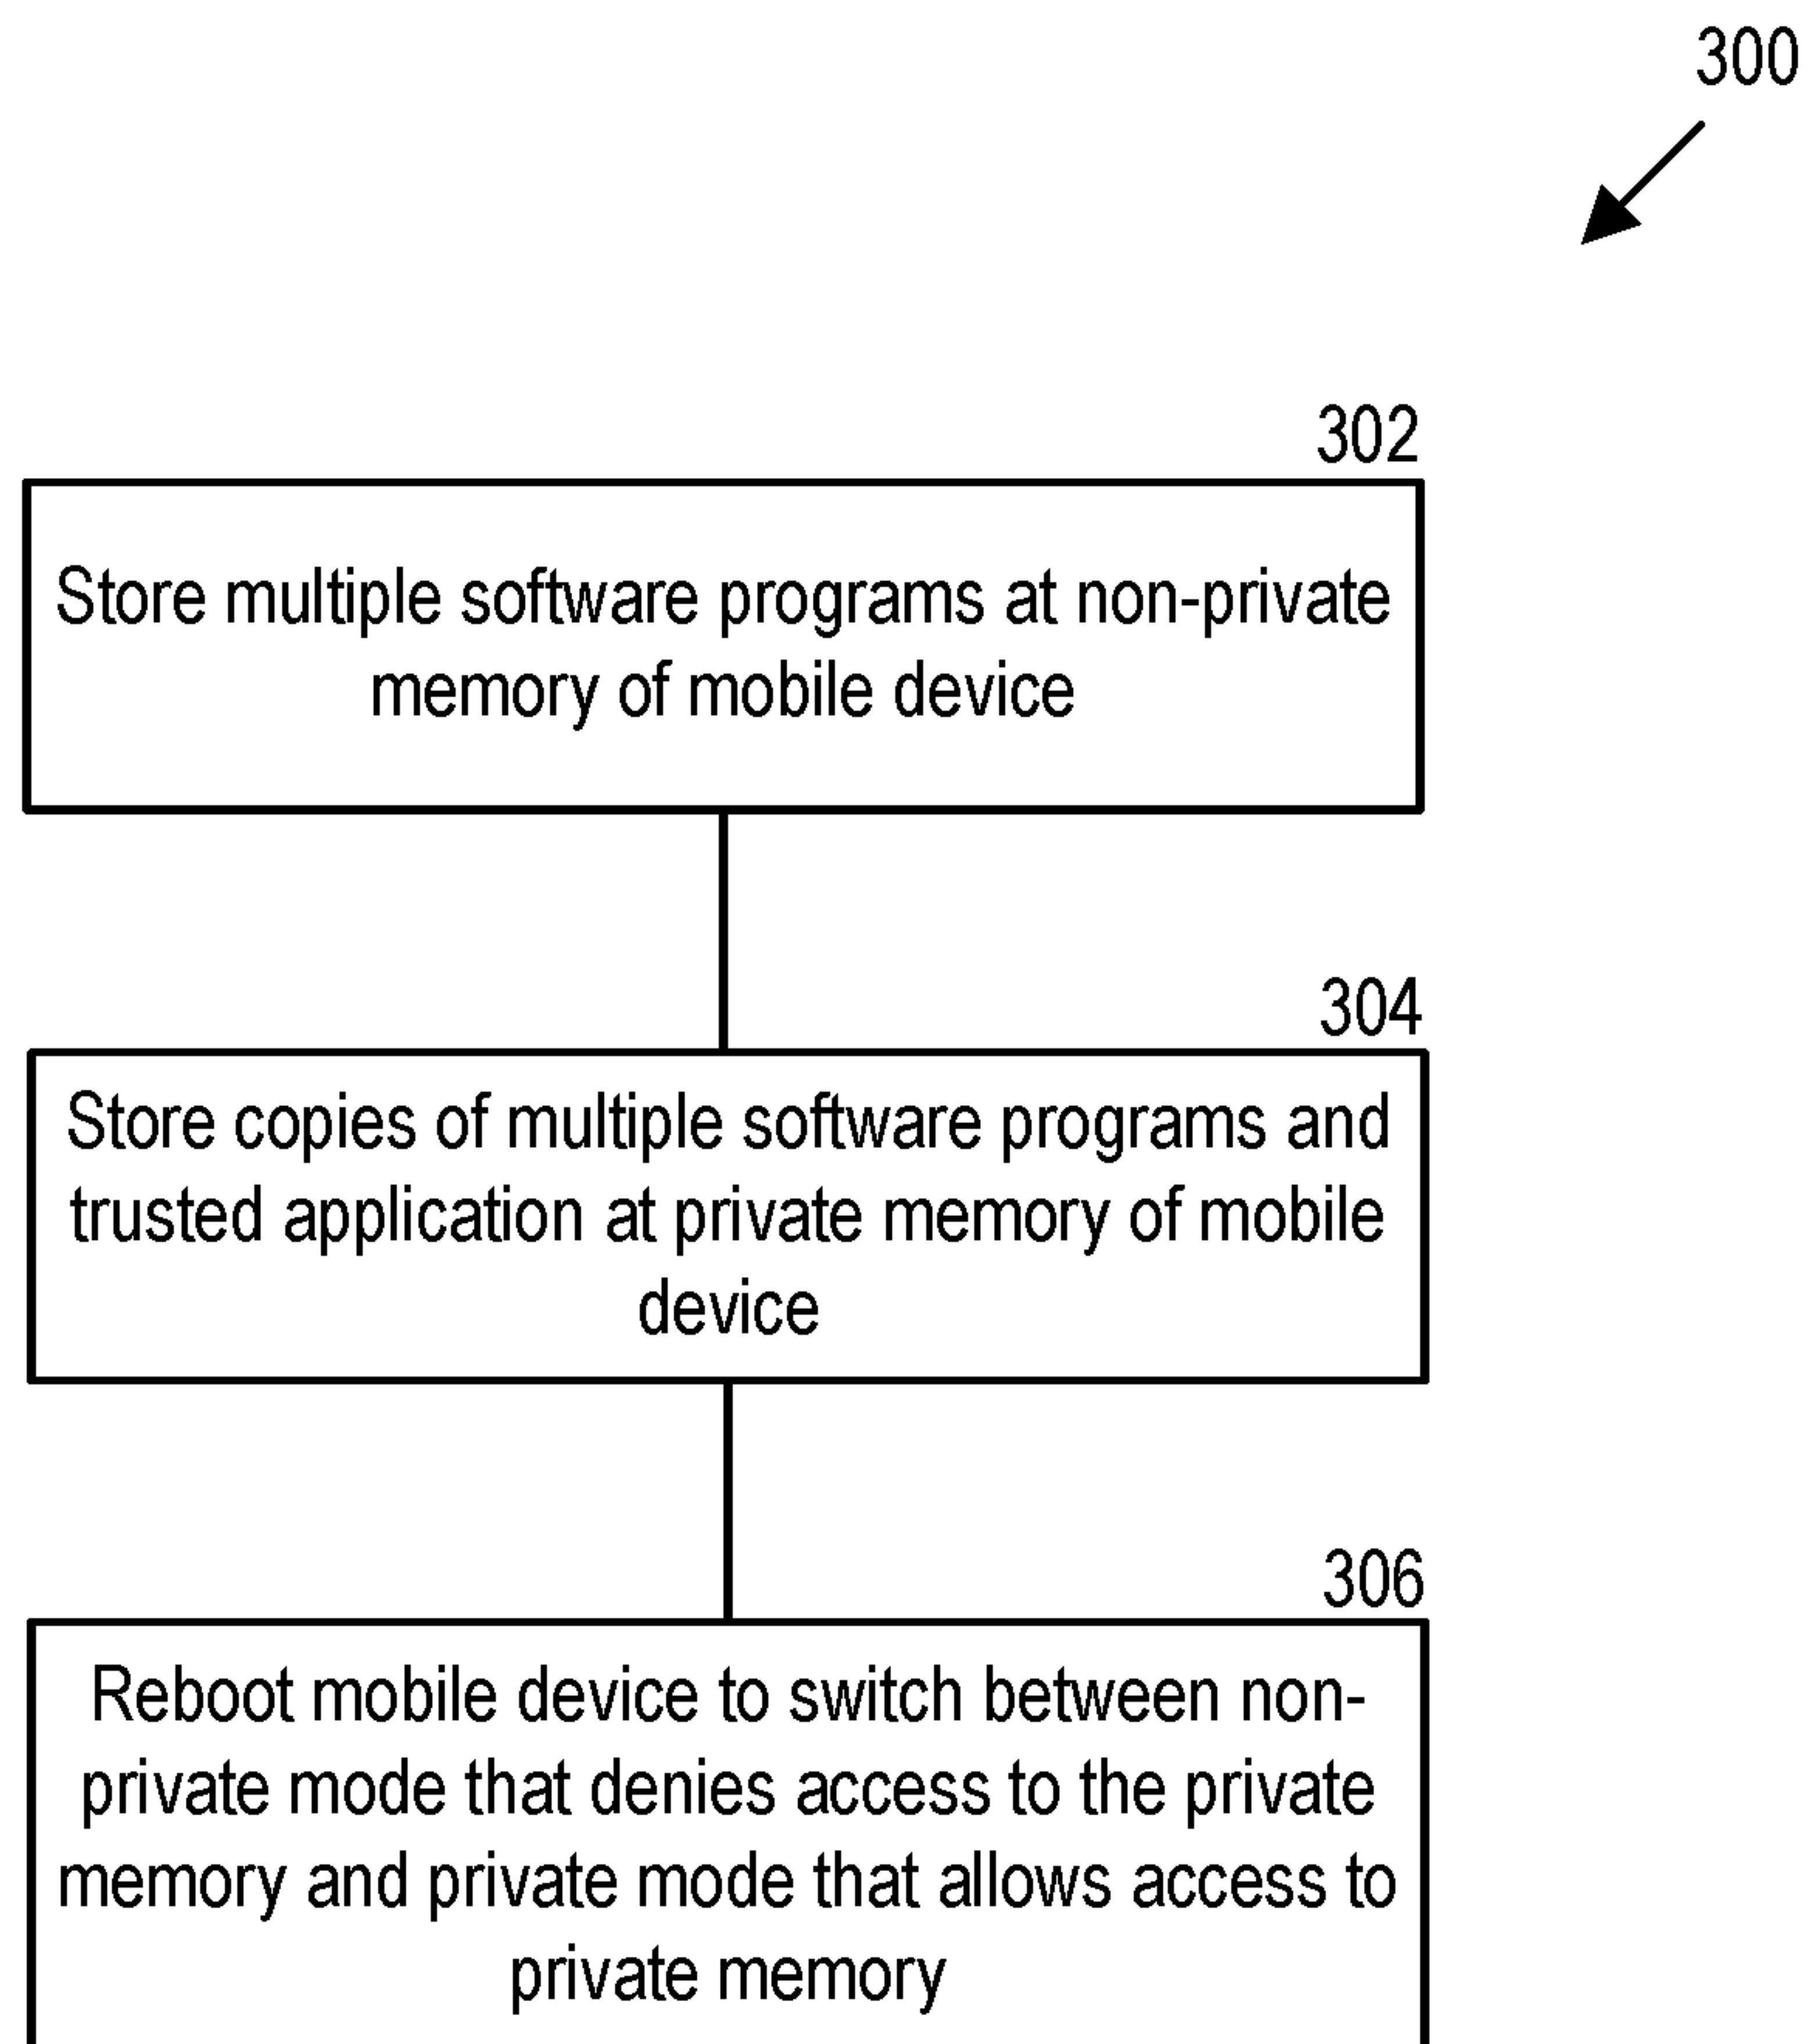 300
302
Store multiple software programs at non-private
memory of mobile device
304
Store copies of multiple software programs and
trusted application at private memory of mobile
device
306
Reboot mobile device to switch between non-
private mode that denies access to the private
memory and private mode that allows access to
private memory